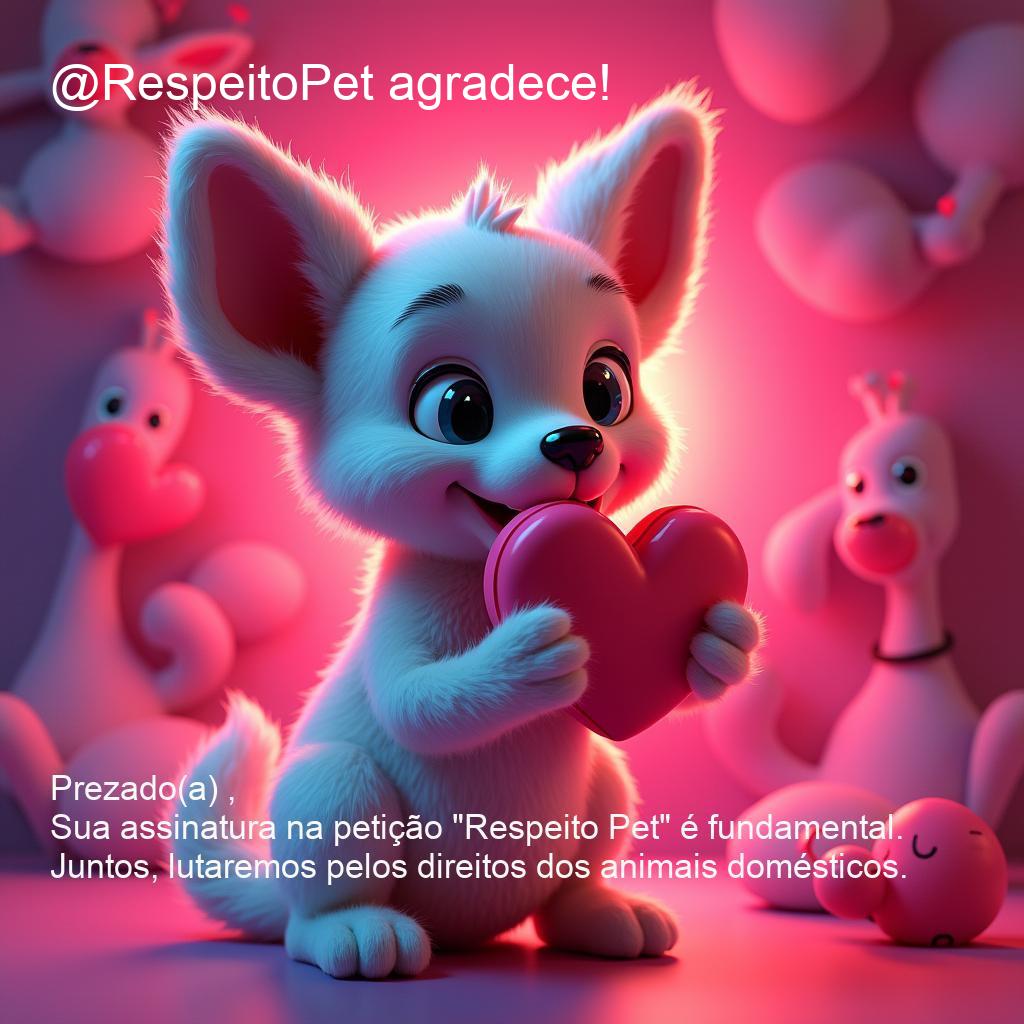 @RespeitoPet agradece!
Prezado(a) ,
Sua assinatura na petição "Respeito Pet" é fundamental.
Juntos, lutaremos pelos direitos dos animais domésticos.